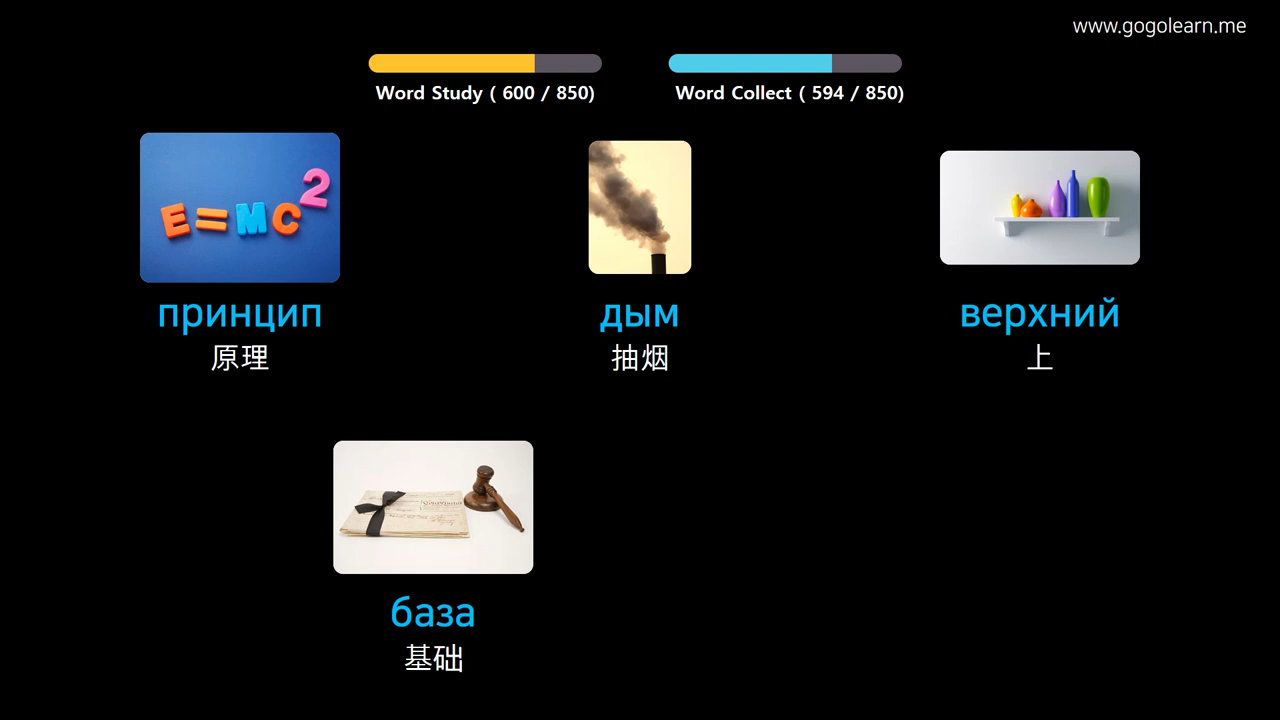 www.gogolearn.me
Word Study ( 600 / 850)
Word Collect ( 594 / 850)
E=MC2
принцип
дым
верхний
原理
抽烟
上
база
基础